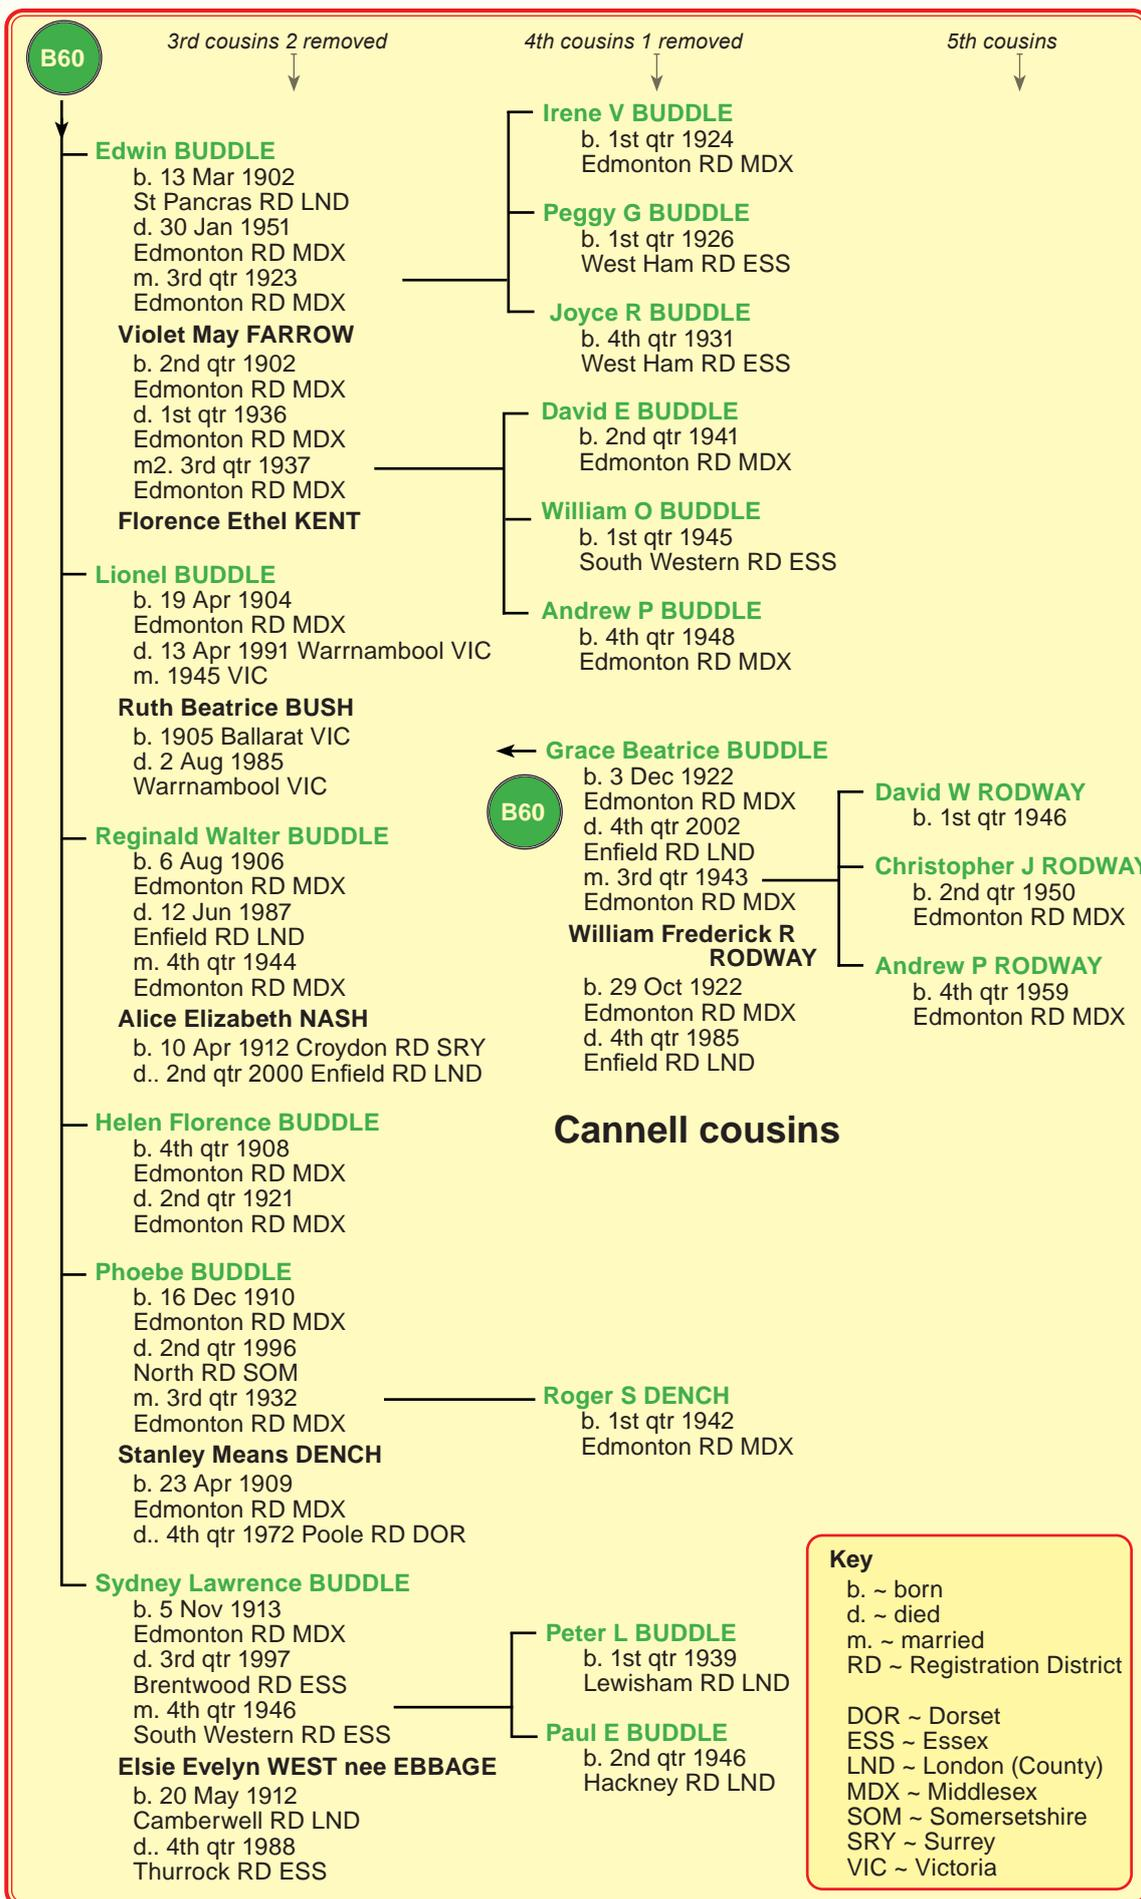 B60
3rd cousins 2 removed
4th cousins 1 removed
5th cousins
Edwin BUDDLE
b. 13 Mar 1902
St Pancras RD LND
d. 30 Jan 1951
Edmonton RD MDX
m. 3rd qtr 1923
Edmonton RD MDX
Violet May FARROW
b. 2nd qtr 1902
Edmonton RD MDX
d. 1st qtr 1936
Edmonton RD MDX
m2. 3rd qtr 1937
Edmonton RD MDX
Florence Ethel KENT
Lionel BUDDLE
b. 19 Apr 1904
Edmonton RD MDX
d. 13 Apr 1991 Warrnambool VIC
m. 1945 VIC
Ruth Beatrice BUSH
b. 1905 Ballarat VIC
d. 2 Aug 1985
Warrnambool VIC
Reginald Walter BUDDLE
b. 6 Aug 1906
Edmonton RD MDX
d. 12 Jun 1987
Enfield RD LND
m. 4th qtr 1944
Edmonton RD MDX
Alice Elizabeth NASH
b. 10 Apr 1912 Croydon RD SRY
d.. 2nd qtr 2000 Enfield RD LND
Helen Florence BUDDLE
b. 4th qtr 1908
Edmonton RD MDX
d. 2nd qtr 1921
Edmonton RD MDX
Phoebe BUDDLE
b. 16 Dec 1910
Edmonton RD MDX
d. 2nd qtr 1996
North RD SOM
m. 3rd qtr 1932
Edmonton RD MDX
Stanley Means DENCH
b. 23 Apr 1909
Edmonton RD MDX
d.. 4th qtr 1972 Poole RD DOR
Sydney Lawrence BUDDLE
b. 5 Nov 1913
Edmonton RD MDX
d. 3rd qtr 1997
Brentwood RD ESS
m. 4th qtr 1946
South Western RD ESS
Elsie Evelyn WEST nee EBBAGE
b. 20 May 1912
Camberwell RD LND
d.. 4th qtr 1988
Thurrock RD ESS
Irene V BUDDLE
b. 1st qtr 1924
Edmonton RD MDX
Peggy G BUDDLE
b. 1st qtr 1926
West Ham RD ESS
Joyce R BUDDLE
b. 4th qtr 1931
West Ham RD ESS
David E BUDDLE
b. 2nd qtr 1941
Edmonton RD MDX
William O BUDDLE
b. 1st qtr 1945
South Western RD ESS
Andrew P BUDDLE
b. 4th qtr 1948
Edmonton RD MDX
B60
Grace Beatrice BUDDLE
b. 3 Dec 1922
Edmonton RD MDX
d. 4th qtr 2002
Enfield RD LND
m. 3rd qtr 1943
Edmonton RD MDX
William Frederick R
RODWAY
b. 29 Oct 1922
Edmonton RD MDX
d. 4th qtr 1985
Enfield RD LND
David W RODWAY
b. 1st qtr 1946
Christopher J RODWAY
b. 2nd qtr 1950
Edmonton RD MDX
Andrew P RODWAY
b. 4th qtr 1959
Edmonton RD MDX
Cannell cousins
Roger S DENCH
b. 1st qtr 1942
Edmonton RD MDX
Peter L BUDDLE
b. 1st qtr 1939
Lewisham RD LND
Paul E BUDDLE
b. 2nd qtr 1946
Hackney RD LND
Key
b. ~ born
d. ~ died
m. ~ married
RD ~ Registration District
DOR ~ Dorset
ESS ~ Essex
LND ~ London (County)
MDX ~ Middlesex
SOM ~ Somersetshire
SRY ~ Surrey
VIC ~ Victoria